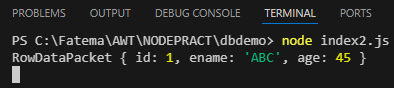 PROBLEMS OUTPUT DEBUG CONSOLE TERMINAL PORTS
PS C:\Fatema\AWT\NODEPRACT\dbdemo> node index2.js
RowDataPacket { id: 1, ename: 'ABC', age: 45 }